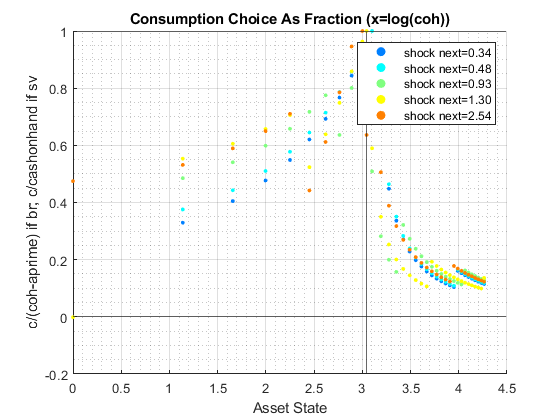 Consumption Choice As Fraction (x=log(coh))
c/(coh-aprime) if br; c/cashonhand if sv
1
0.8
0.6
0.4
0.2
0
-0.2
shock next=0.34
shock next=0.48
shock next=0.93
shock next=1.30
shock next=2.54
0 0.5 1 1.5 2 2.5 3 3.5 4 4.5
Asset State